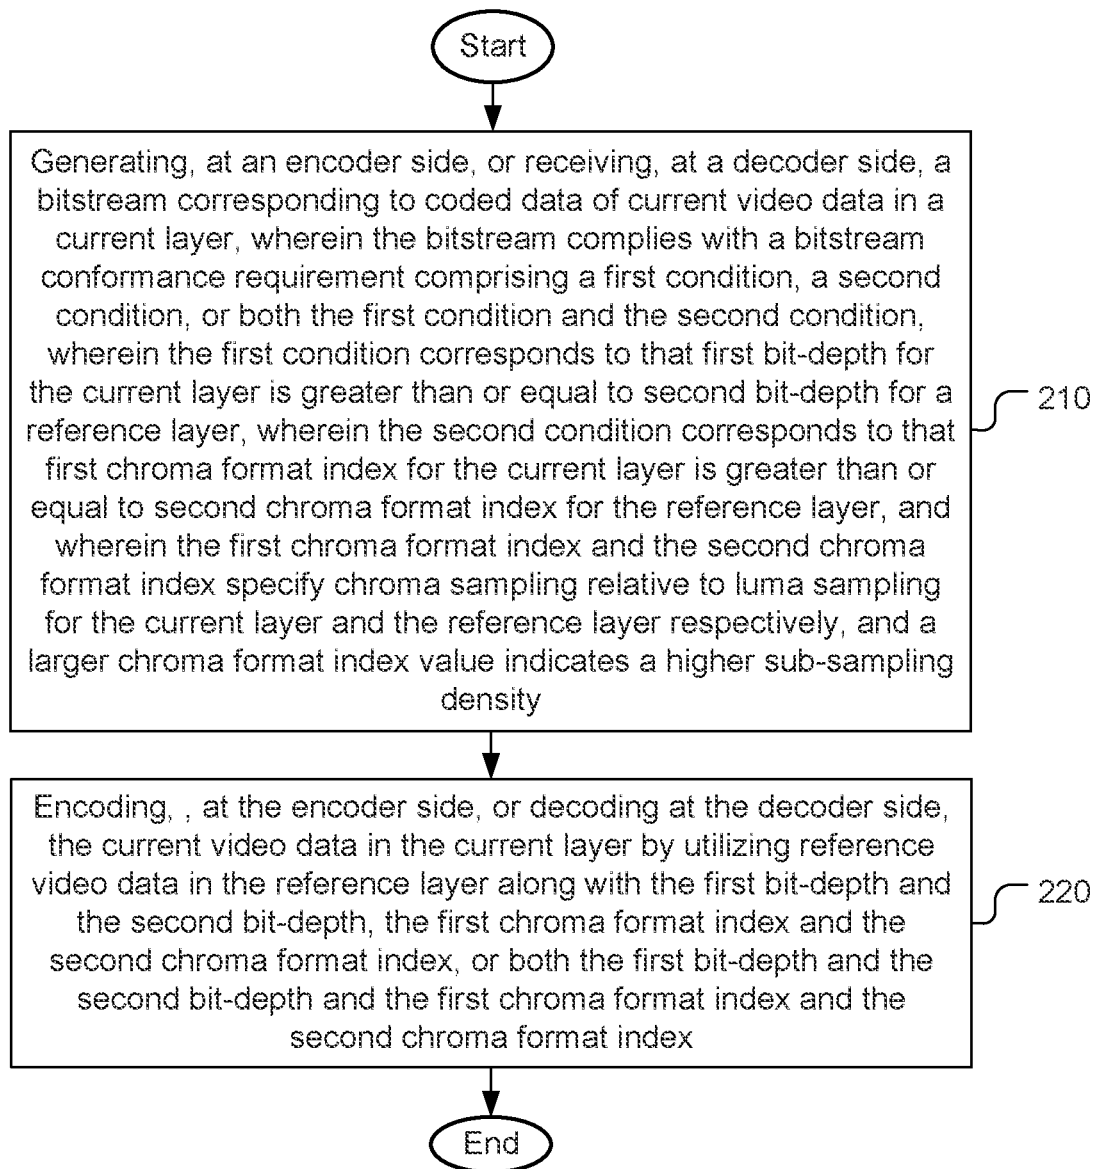 Start
Generating, at an encoder side, or receiving, at a decoder side, a
bitstream corresponding to coded data of current video data in a
current layer, wherein the bitstream complies with a bitstream
conformance requirement comprising a first condition, a second
condition, or both the first condition and the second condition,
wherein the first condition corresponds to that first bit-depth for
the current layer is greater than or equal to second bit-depth for a
reference layer, wherein the second condition corresponds to that
first chroma format index for the current layer is greater than or
equal to second chroma format index for the reference layer, and
wherein the first chroma format index and the second chroma
format index specify chroma sampling relative to luma sampling
for the current layer and the reference layer respectively, and a
larger chroma format index value indicates a higher sub-sampling
density
210
Encoding, , at the encoder side, or decoding at the decoder side,
the current video data in the current layer by utilizing reference
video data in the reference layer along with the first bit-depth and
the second bit-depth, the first chroma format index and the
second chroma format index, or both the first bit-depth and the
second bit-depth and the first chroma format index and the
second chroma format index
220
End